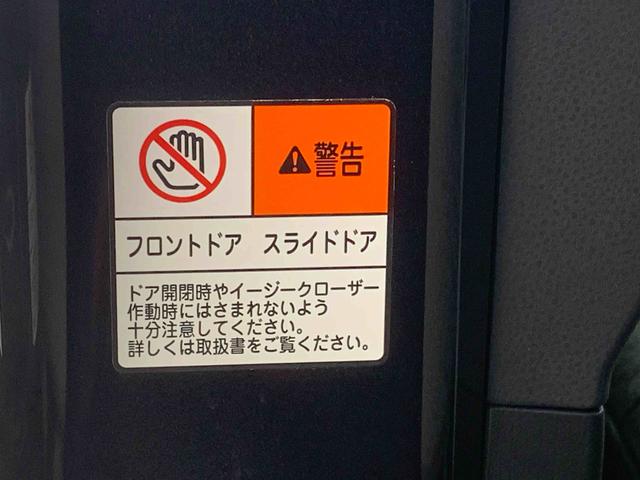 警告
フロントドア　スライドドア
ドア開閉時やイージークローザー
作動時にはさまれないよう
十分注意してください。
詳しくは取扱書をご覧ください。